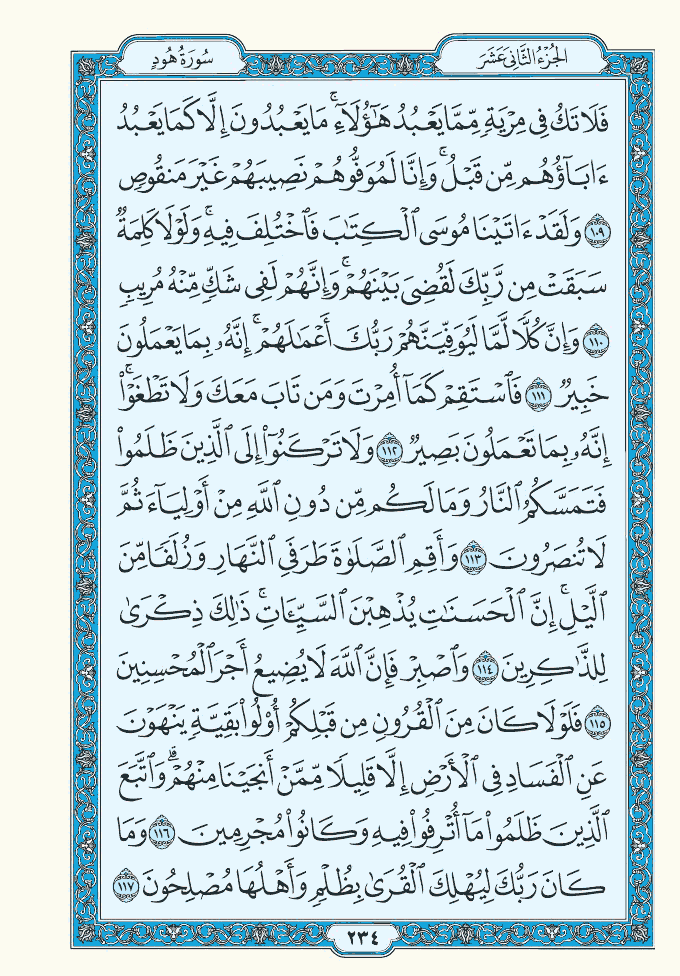 الجُزْءُ الثَّانِي عَشَرَ
سُورَةُ هُودٍ
فَلَا تَكُ فِي مِرْيَةٍ مِّمَّا يَعْبُدُ هَٰٓؤُلَآءِۚ مَا يَعْبُدُونَ إِلَّا كَمَا يَعْبُدُ
ءَابَآؤُهُم مِّن قَبْلُۚ وَإِنَّا لَمُوَفُّوهُمْ نَصِيبَهُمْ غَيْرَ مَنقُوصٍ
١٠٩ وَلَقَدْ ءَاتَيْنَا مُوسَى ٱلْكِتَٰبَ فَٱخْتُلِفَ فِيهِۚ وَلَوْلَا كَلِمَةٌ
سَبَقَتْ مِن رَّبِّكَ لَقُضِيَ بَيْنَهُمْۚ وَإِنَّهُمْ لَفِي شَكٍّ مِّنْهُ مُرِيبٍ
١١٠ وَإِنَّ كُلًّا لَّمَّا لَيُوَفِّيَنَّهُمْ رَبُّكَ أَعْمَٰلَهُمْۚ إِنَّهُۥ بِمَا يَعْمَلُونَ
خَبِيرٌ ١١١ فَٱسْتَقِمْ كَمَآ أُمِرْتَ وَمَن تَابَ مَعَكَ وَلَا تَطْغَوْا۟ۚ
إِنَّهُۥ بِمَا تَعْمَلُونَ بَصِيرٌ ١١٢ وَلَا تَرْكَنُوٓا۟ إِلَى ٱلَّذِينَ ظَلَمُوا۟
فَتَمَسَّكُمُ ٱلنَّارُ وَمَا لَكُم مِّن دُونِ ٱللَّهِ مِنْ أَوْلِيَآءَ ثُمَّ
لَا تُنصَرُونَ ١١٣ وَأَقِمِ ٱلصَّلَوٰةَ طَرَفَيِ ٱلنَّهَارِ وَزُلَفًا مِّنَ
ٱلَّيْلِۚ إِنَّ ٱلْحَسَنَٰتِ يُذْهِبْنَ ٱلسَّيِّـَٔاتِۚ ذَٰلِكَ ذِكْرَىٰ
لِلذَّٰكِرِينَ ١١٤ وَٱصْبِرْ فَإِنَّ ٱللَّهَ لَا يُضِيعُ أَجْرَ ٱلْمُحْسِنِينَ
١١٥ فَلَوْلَا كَانَ مِنَ ٱلْقُرُونِ مِن قَبْلِكُمْ أُو۟لُوا۟ بَقِيَّةٍ يَنْهَوْنَ
عَنِ ٱلْفَسَادِ فِي ٱلْأَرْضِ إِلَّا قَلِيلًا مِّمَّنْ أَنجَيْنَا مِنْهُمْۗ وَٱتَّبَعَ
ٱلَّذِينَ ظَلَمُوا۟ مَآ أُتْرِفُوا۟ فِيهِ وَكَانُوا۟ مُجْرِمِينَ ١١٦ وَمَا
كَانَ رَبُّكَ لِيُهْلِكَ ٱلْقُرَىٰ بِظُلْمٍ وَأَهْلُهَا مُصْلِحُونَ ١١٧
٢٣٤